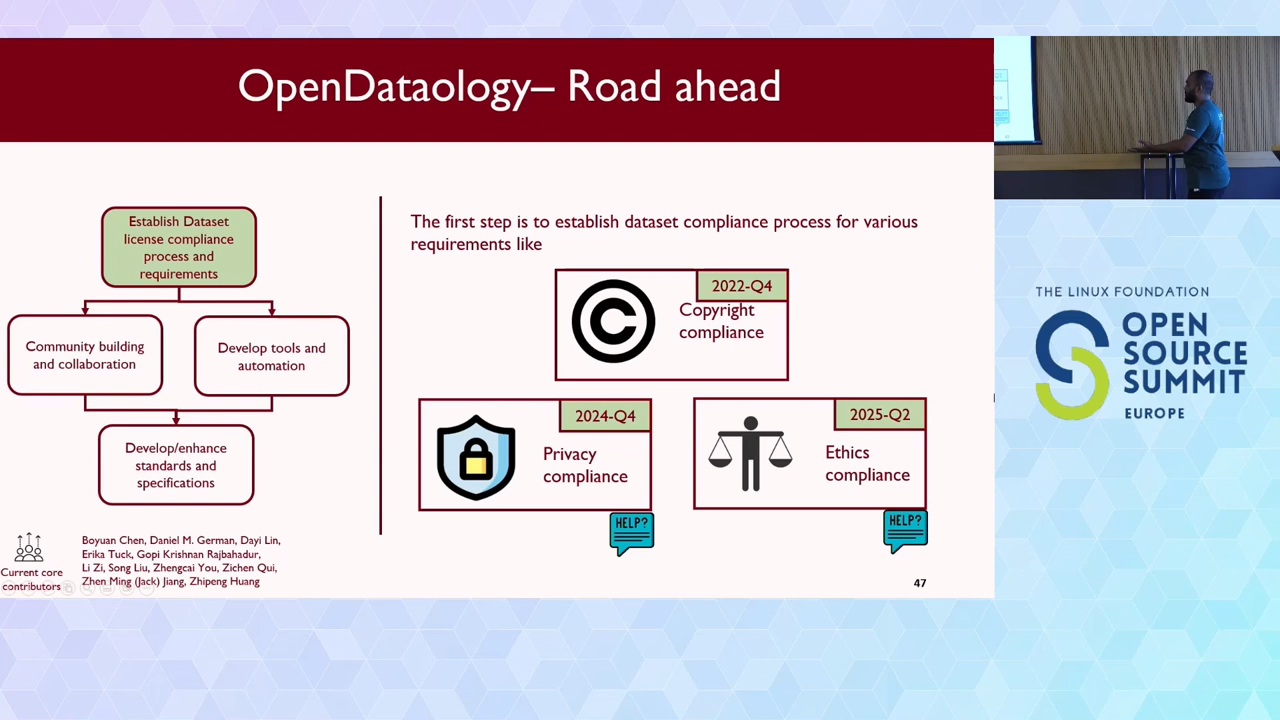 OpenDataology– Road ahead
Establish Dataset
license compliance
process and
requirements
Community building
and collaboration
Develop tools and
automation
Develop/enhance
standards and
specifications
Current core
contributors
Boyuan Chen, Daniel M. German, Dayi Lin,
Erika Tuck, Gopi Krishnan Rajbahadur,
Li Zi, Song Liu, Zhengcai You, Zichen Qui,
Zhen Ming (Jack) Jiang, Zhipeng Huang
The first step is to establish dataset compliance process for various
requirements like
2022-Q4
Copyright
compliance
2024-Q4
Privacy
compliance
HELP?
2025-Q2
Ethics
compliance
HELP?
47
THE LINUX FOUNDATION
OPEN
SOURCE
SUMMIT
EUROPE